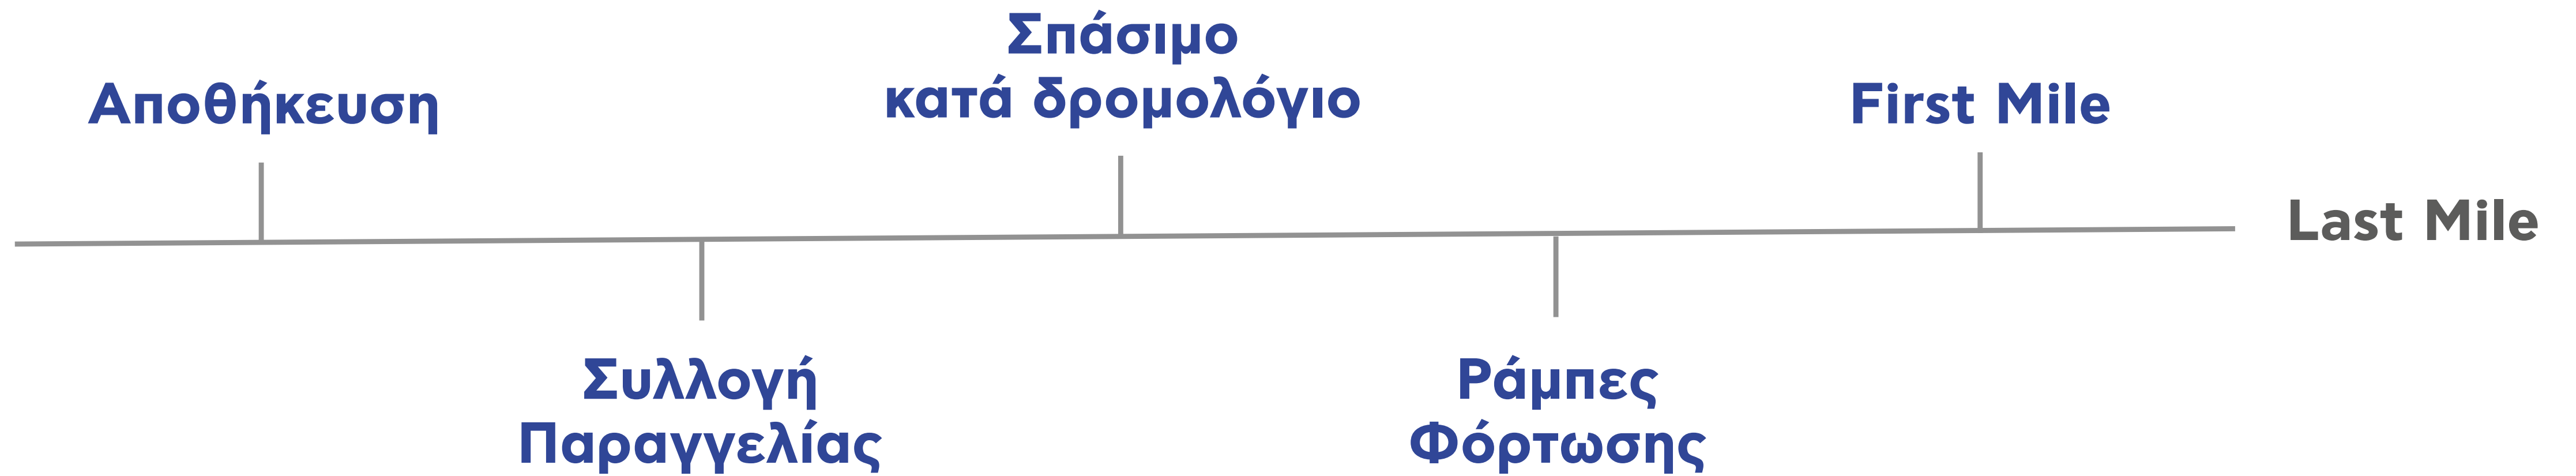 Αποθήκευση
Συλλογή
Παραγγελίας
Σπάσιμο
κατά δρομολόγιο
Ράμπες
Φόρτωσης
First Mile
Last Mile